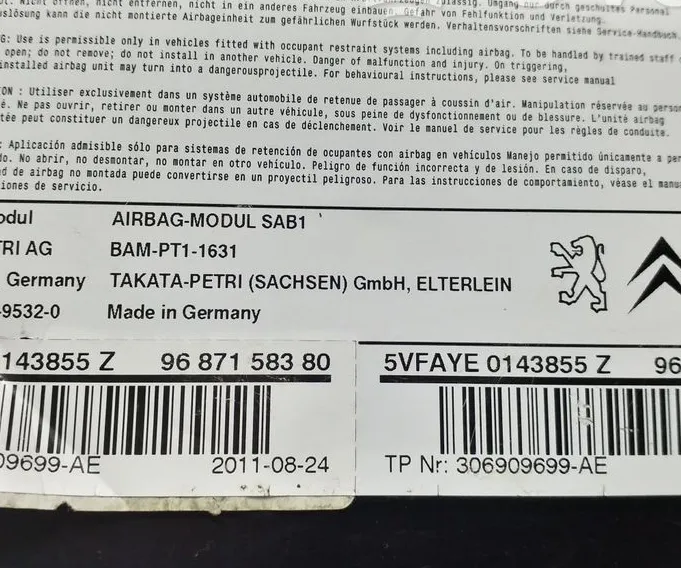 öffnen, nicht entfernen, nicht in ein anderes Fahrzeug einbauen. Gefahr von Fehlfunktion und Verletzung.
uslösung kann die nicht montierte Airbageinheit zum gefährlichen Wurfstück werden. Verhaltensvorschriften siehe Service-Handbuch.
G: Use is permissible only in vehicles fitted with occupant restraint systems including airbag. To be handled by trained staff
open; do not remove; do not install in another vehicle. Danger of malfunction and injury. On triggering,
installed airbag unit may turn into a dangerousprojectile. For behavioural instructions, please see service manual
ON : Utiliser exclusivement dans un système automobile de retenue de passager à coussin d'air. Manipulation réservée au person
é. Ne pas ouvrir, retirer ou monter dans un autre véhicule, sous peine de dysfonctionnement ou de blessure. L'unité airbag
tée peut constituer un dangereux projectile en cas de déclenchement. Voir le manuel de service pour les règles de conduite.
: Aplicación admisible sólo para sistemas de retención de ocupantes con airbag en vehículos Manejo permitido únicamente a per
do. No abrir, no desmontar, no montar en otro vehículo. Peligro de función incorrecta y de lesión. En caso de disparo,
d de airbag no montada puede convertirse en un proyectil peligroso. Para las instrucciones de comportamiento, véase el manua
iones de servicio.
odul AIRBAG-MODUL SAB1
TRI AG BAM-PT1-1631
Germany TAKATA-PETRI (SACHSEN) GmbH, ELTERLEIN
-9532-0 Made in Germany
143855 Z 96 871 583 80 5VFAYE 0143855 Z 96
09699-AE 2011-08-24 TP Nr: 306909699-AE